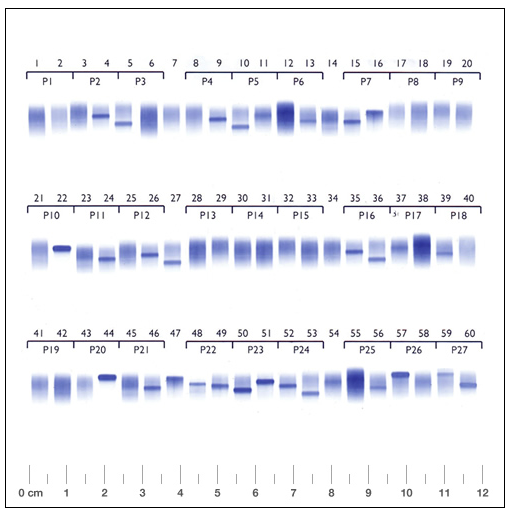 1 2 3 4 5 6 7 8 9 10 11 12 13 14 15 16 17 18 19 20
P1 P2 P3 P4 P5 P6 P7 P8 P9
21 22 23 24 25 26 27 28 29 30 31 32 33 34 35 36 37 38 39 40
P10 P11 P12 P13 P14 P15 P16 P17 P18
41 42 43 44 45 46 47 48 49 50 51 52 53 54 55 56 57 58 59 60
P19 P20 P21 P22 P23 P24 P25 P26 P27
0 cm 1 2 3 4 5 6 7 8 9 10 11 12